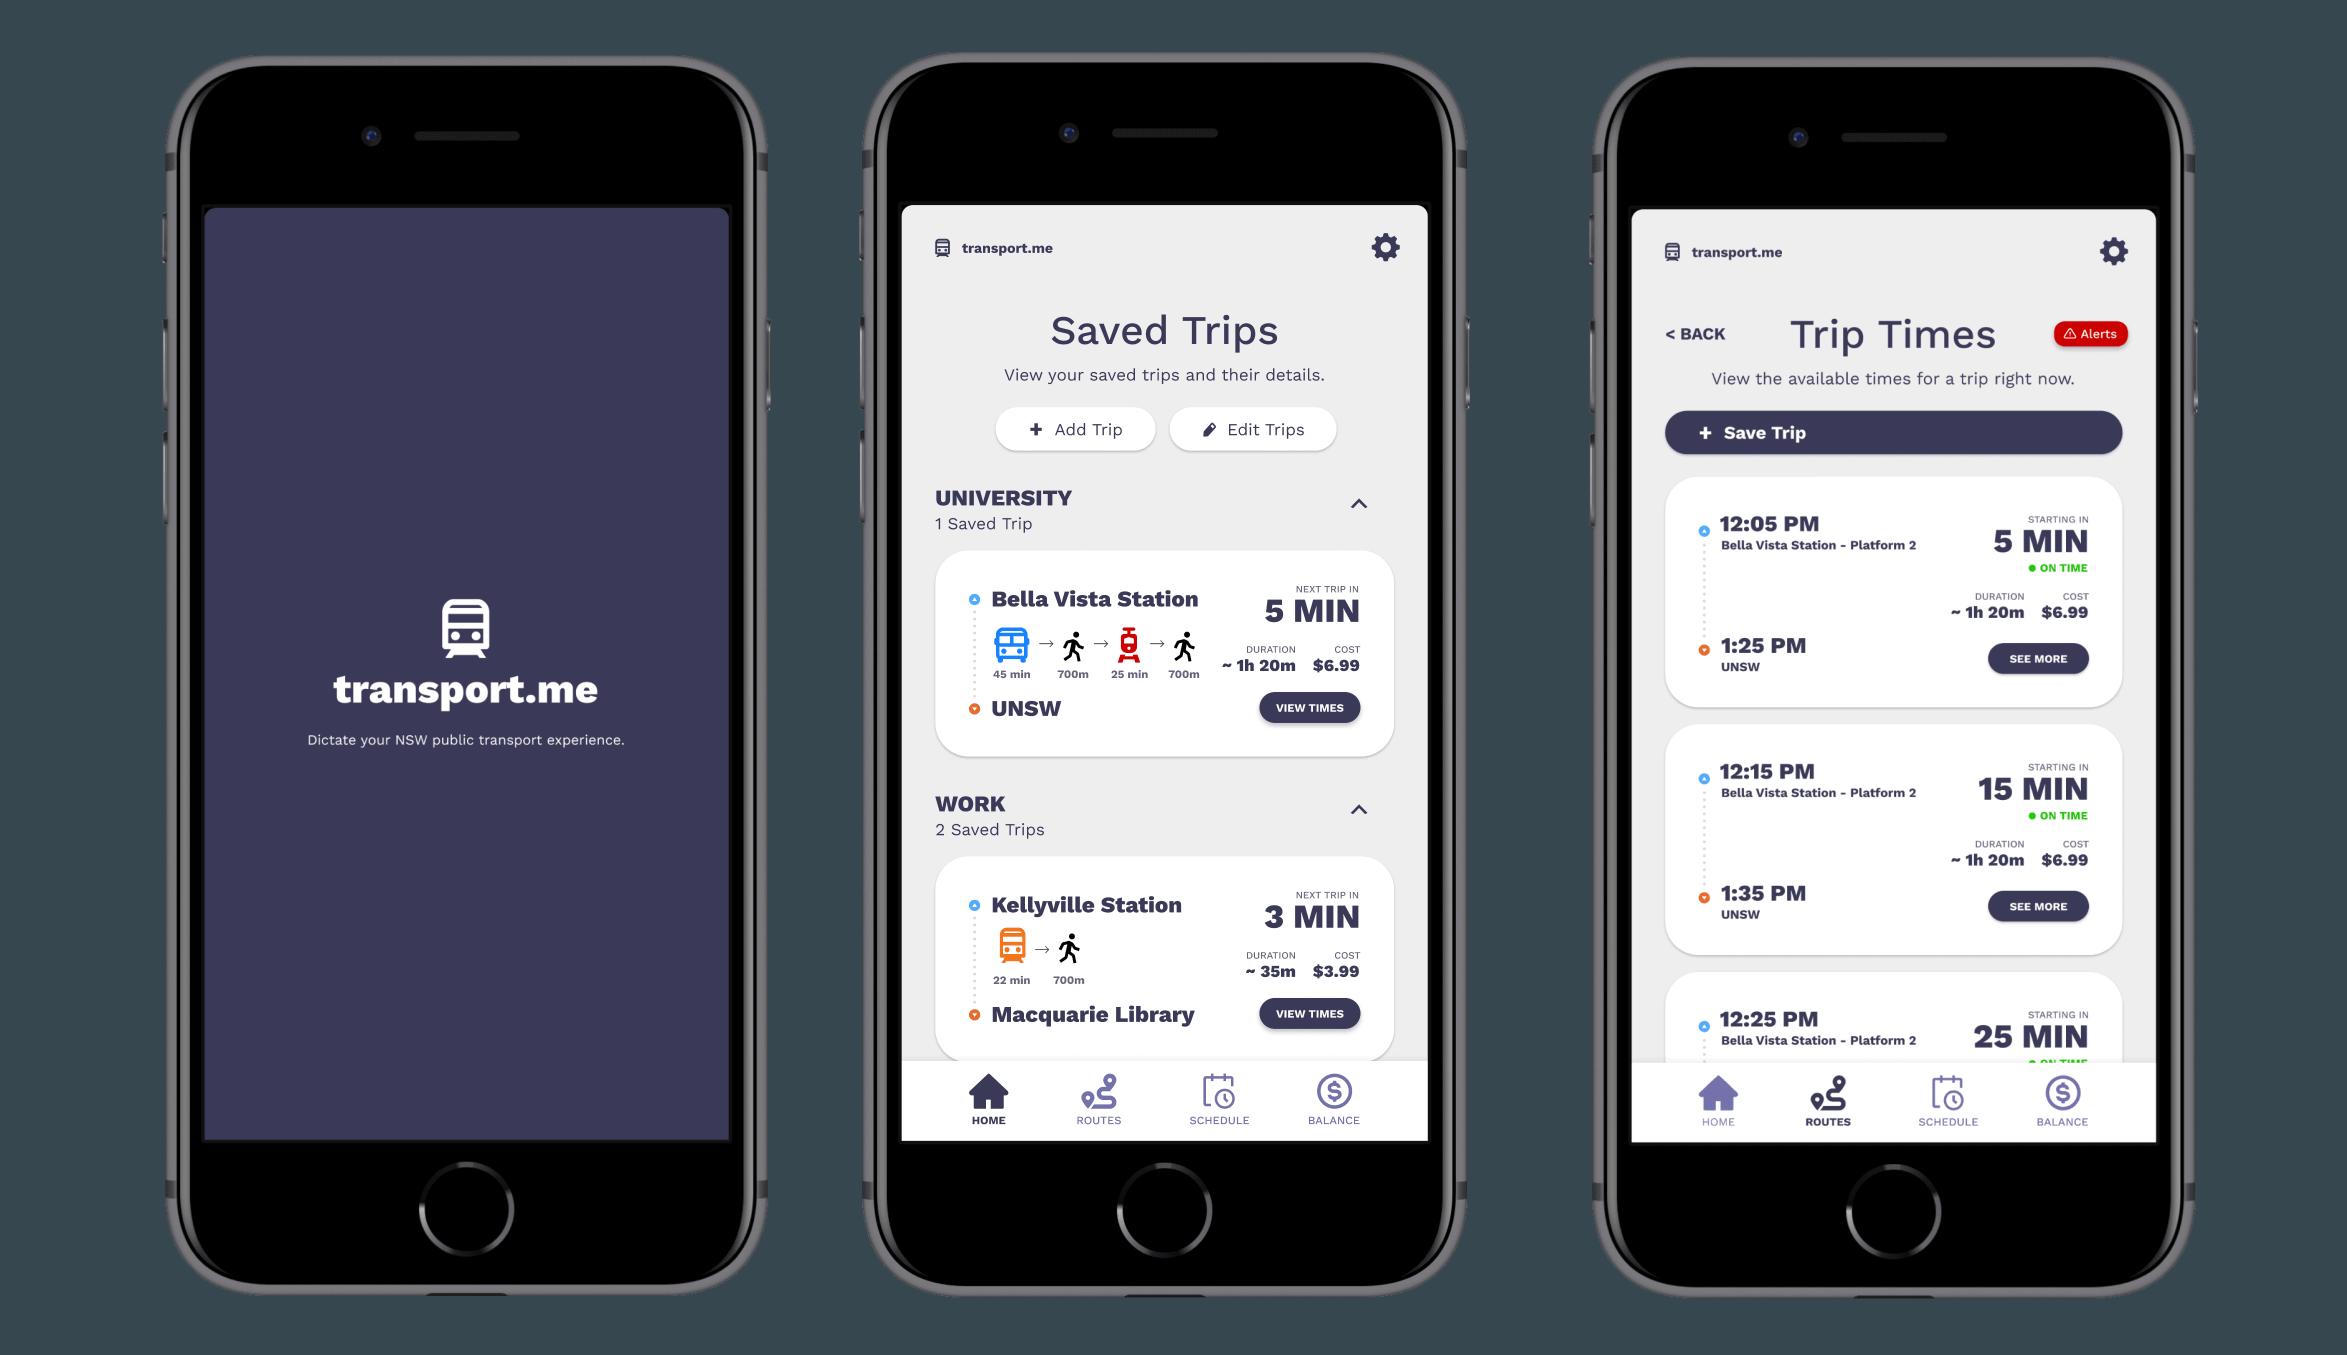 transport.me
Dictate your NSW public transport experience.
transport.me
Saved Trips
View your saved trips and their details.
+ Add Trip
Edit Trips
UNIVERSITY
1 Saved Trip
Bella Vista Station
NEXT TRIP IN
5 MIN
45 min → 700m → 25 min → 700m
DURATION COST
~ 1h 20m $6.99
UNSW
VIEW TIMES
WORK
2 Saved Trips
Kellyville Station
NEXT TRIP IN
3 MIN
22 min → 700m
DURATION COST
~ 35m $3.99
Macquarie Library
VIEW TIMES
HOME ROUTES SCHEDULE BALANCE
transport.me
< BACK
Trip Times
Alerts
View the available times for a trip right now.
+ Save Trip
12:05 PM
Bella Vista Station - Platform 2
STARTING IN
5 MIN
ON TIME
DURATION COST
~ 1h 20m $6.99
1:25 PM
UNSW
SEE MORE
12:15 PM
Bella Vista Station - Platform 2
STARTING IN
15 MIN
ON TIME
DURATION COST
~ 1h 20m $6.99
1:35 PM
UNSW
SEE MORE
12:25 PM
Bella Vista Station - Platform 2
STARTING IN
25 MIN
ON TIME
HOME ROUTES SCHEDULE BALANCE